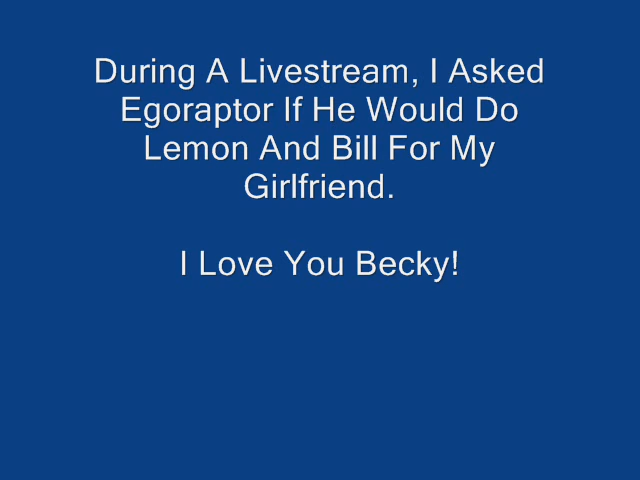 During A Livestream, I Asked
Egoraptor If He Would Do
Lemon And Bill For My
Girlfriend.
I Love You Becky!